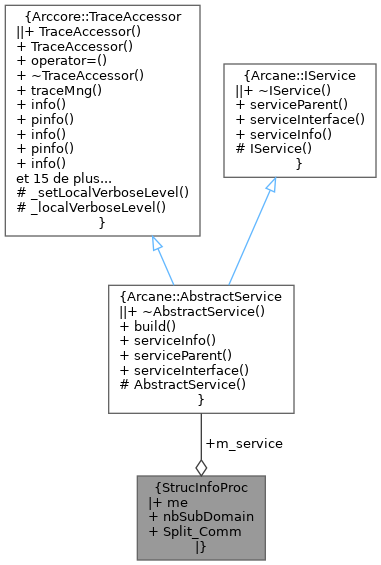 {Arccore::TraceAccessor
||+ TraceAccessor()
+ TraceAccessor()
+ operator=()
+ ~TraceAccessor()
+ traceMng()
+ info()
+ pinfo()
+ info()
+ pinfo()
+ info()
et 15 de plus...
# _setLocalVerboseLevel()
# _localVerboseLevel()
}
{Arcane::IService
||+ ~IService()
+ serviceParent()
+ serviceInterface()
+ serviceInfo()
# IService()
}
{Arcane::AbstractService
||+ ~AbstractService()
+ build()
+ serviceInfo()
+ serviceParent()
+ serviceInterface()
# AbstractService()
}
+m_service
{StrucInfoProc
|+ me
+ nbSubDomain
+ Split_Comm
|}